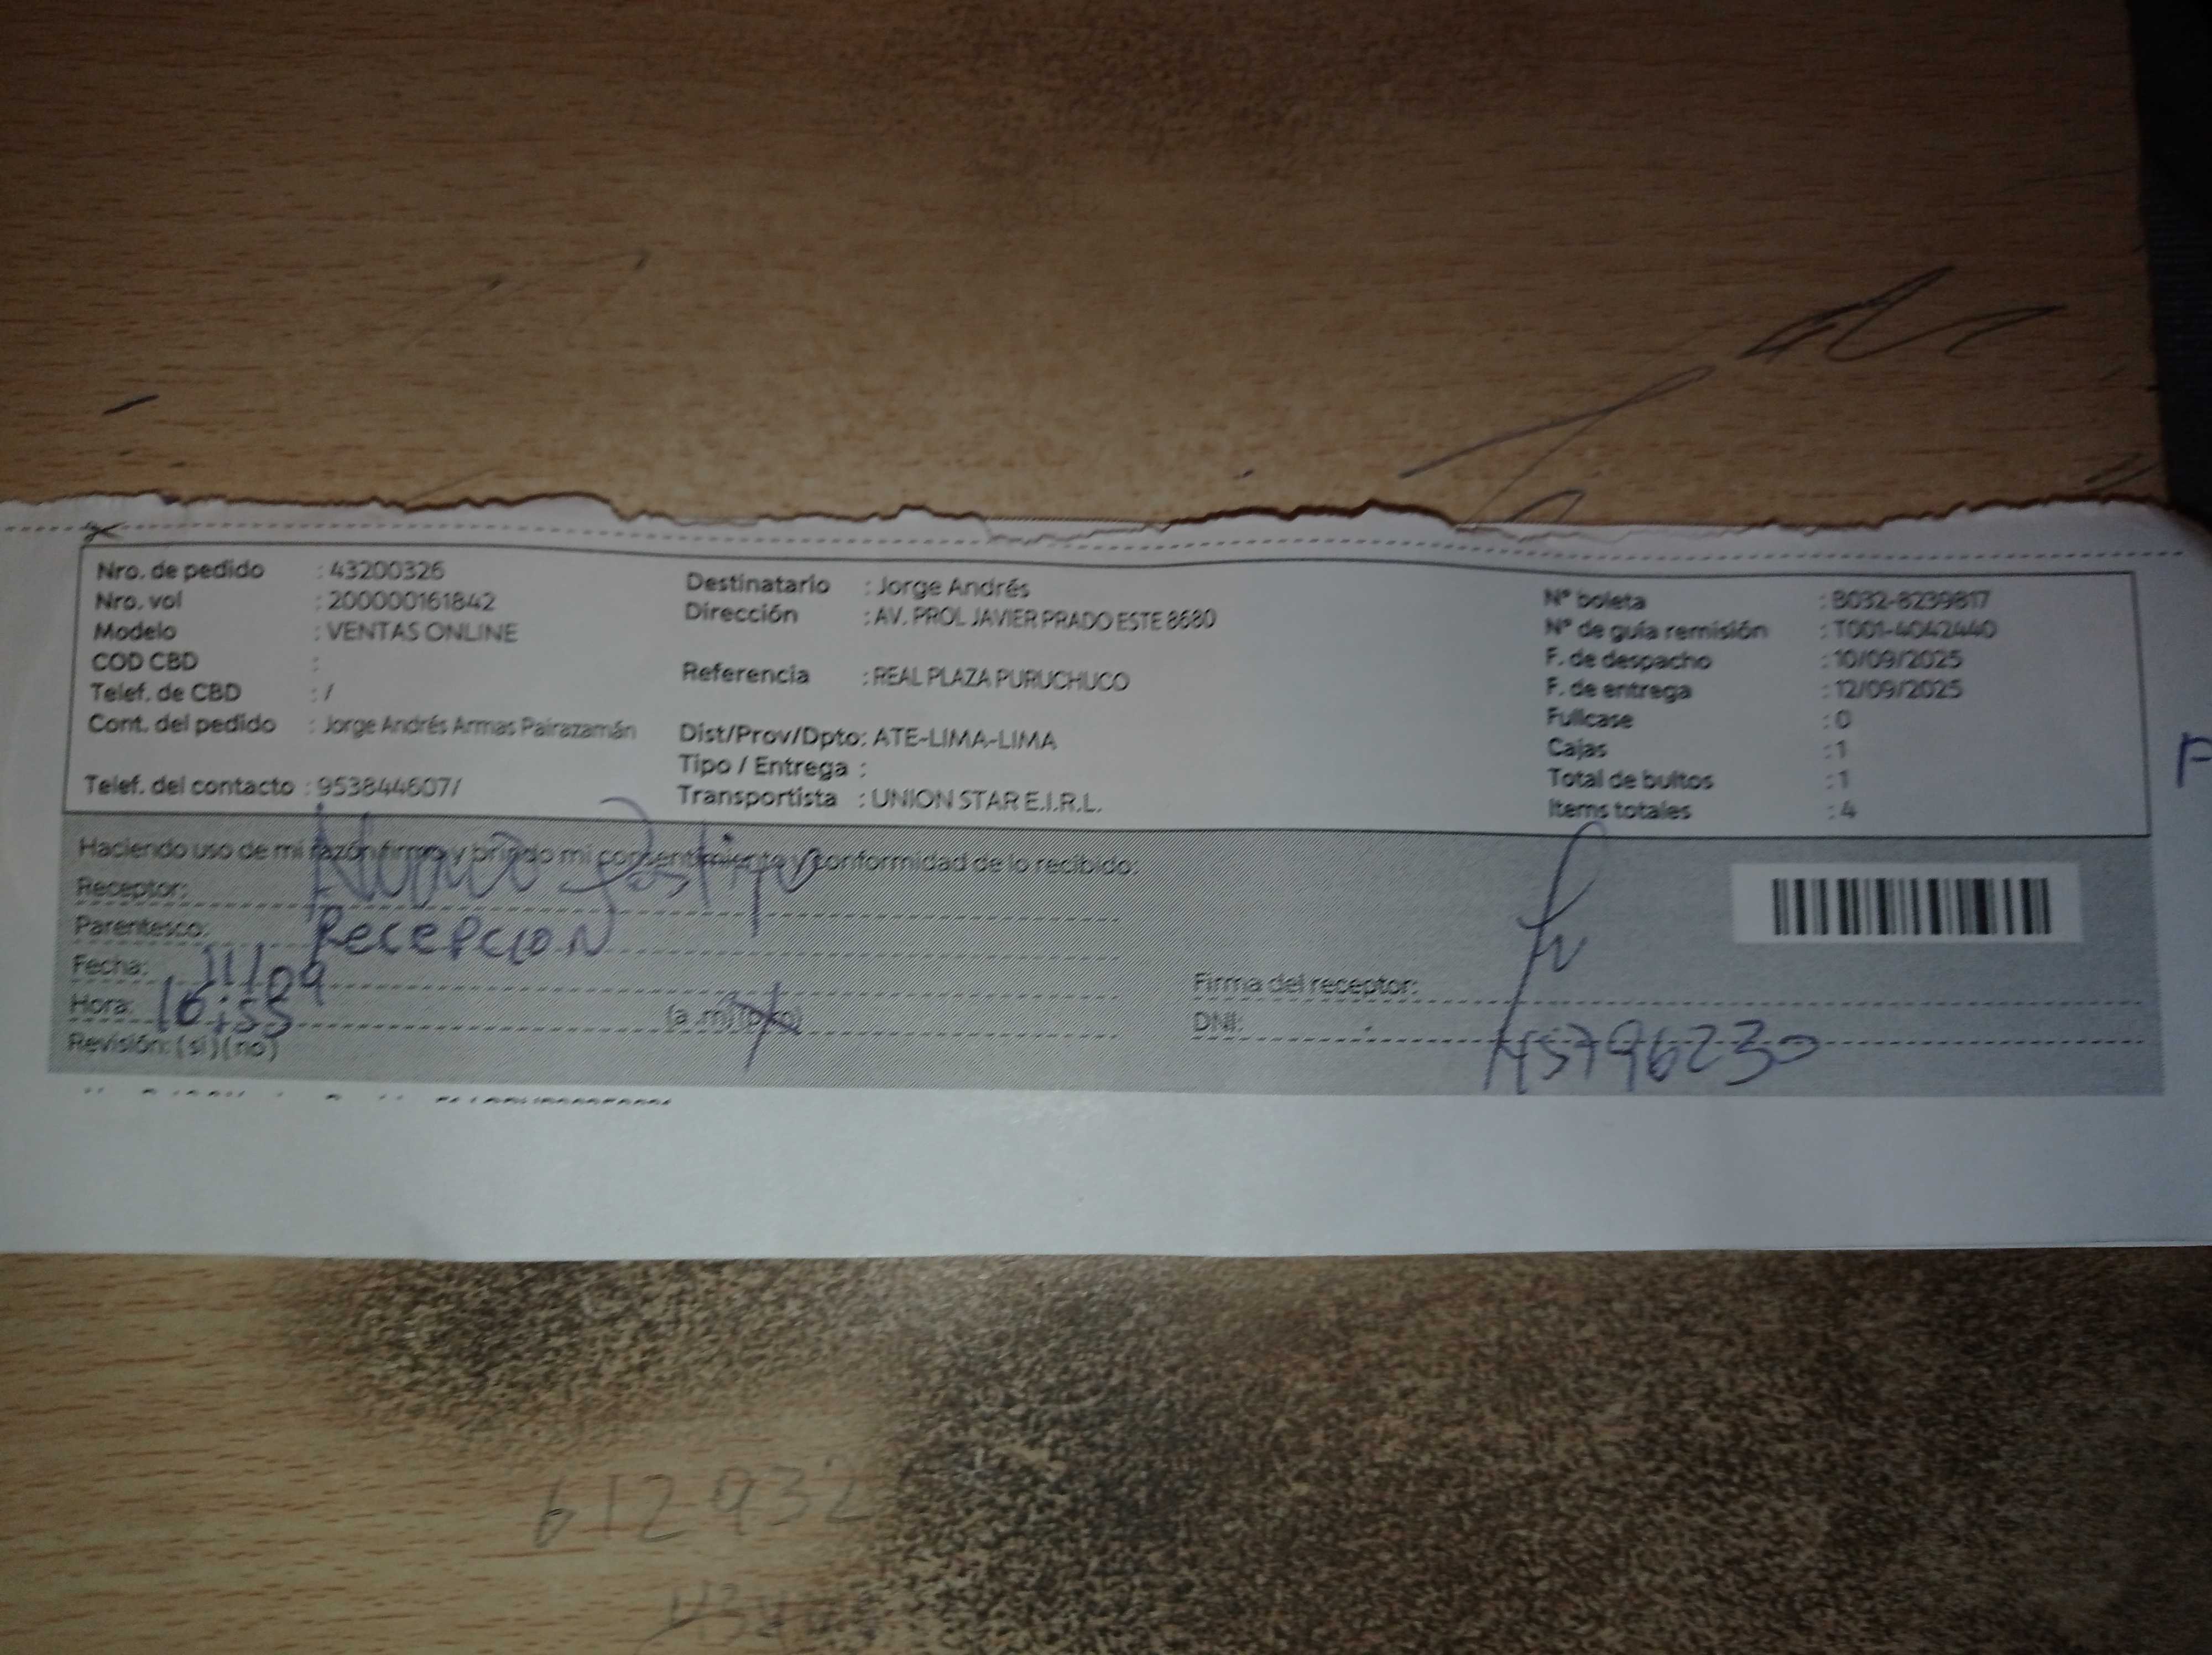 Nro. de pedido : 43200326
Nro. vol : 200000161842
Modelo : VENTAS ONLINE
COD CBD :
Telef. de CBD : /
Cont. del pedido : Jorge Andrés Armas Pairazamán
Telef. del contacto : 953844607/
Destinatario : Jorge Andrés
Dirección : AV. PROL JAVIER PRADO ESTE 8680
Referencia : REAL PLAZA PURUCHUCO
Dist/Prov/Dpto: ATE-LIMA-LIMA
Tipo / Entrega :
Transportista : UNION STAR E.I.R.L.
Nº boleta : B032-8239817
Nº de guía remisión : T001-4042440
F. de despacho : 10/09/2025
F. de entrega : 12/09/2025
Fullcase : 0
Cajas : 1
Total de bultos : 1
Items totales : 4
Haciendo uso de mi razón firmo y brindo mi consentimiento y conformidad de lo recibido:
Receptor:
Parentesco: Recepcion
Fecha: 11/09
Hora: 16:55 (a.m) (p.m)
Revisión: (si) (no)
Firma del receptor:
DNI: 45796230
F
612932